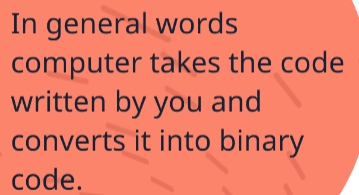 In general words
computer takes the code
written by you and
converts it into binary
code.